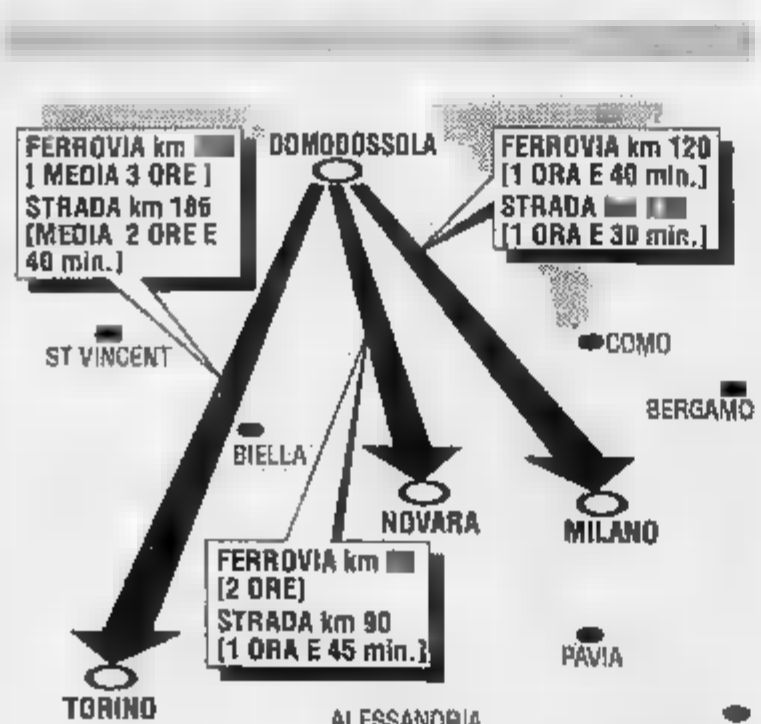 DOMODOSSOLA
FERROVIA km
[ MEDIA 3 ORE ]
STRADA km 186
[MEDIA 2 ORE E
40 min.]
FERROVIA km 120
[1 ORA E 40 min.]
STRADA
[1 ORA E 30 min.]
ST VINCENT
COMO
BERGAMO
BIELLA
NOVARA
MILANO
FERROVIA km
[2 ORE]
STRADA km 90
[1 ORA E 45 min.]
PAVIA
TORINO
ALESSANDRIA